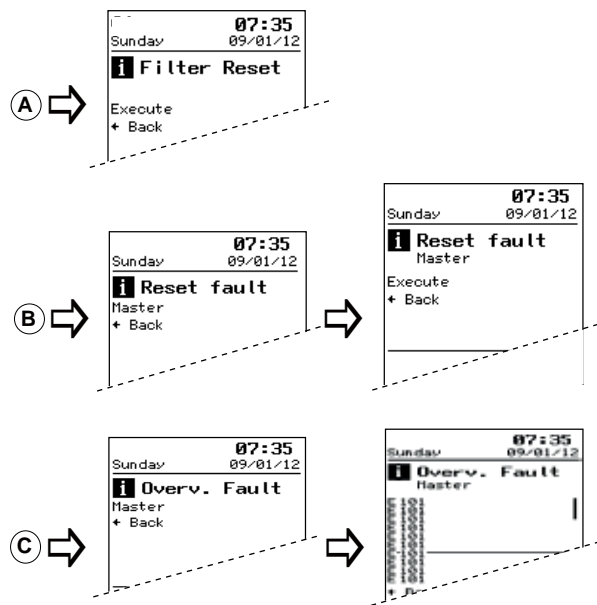 07:35
Sunday 09/01/12
i Filter Reset
A
Execute
← Back
07:35
Sunday 09/01/12
i Reset fault
Master
← Back
B
07:35
Sunday 09/01/12
i Reset fault
Master
Execute
← Back
07:35
Sunday 09/01/12
i Overv. Fault
Master
← Back
C
07:35
Sunday 09/01/12
i Overv. Fault
Master